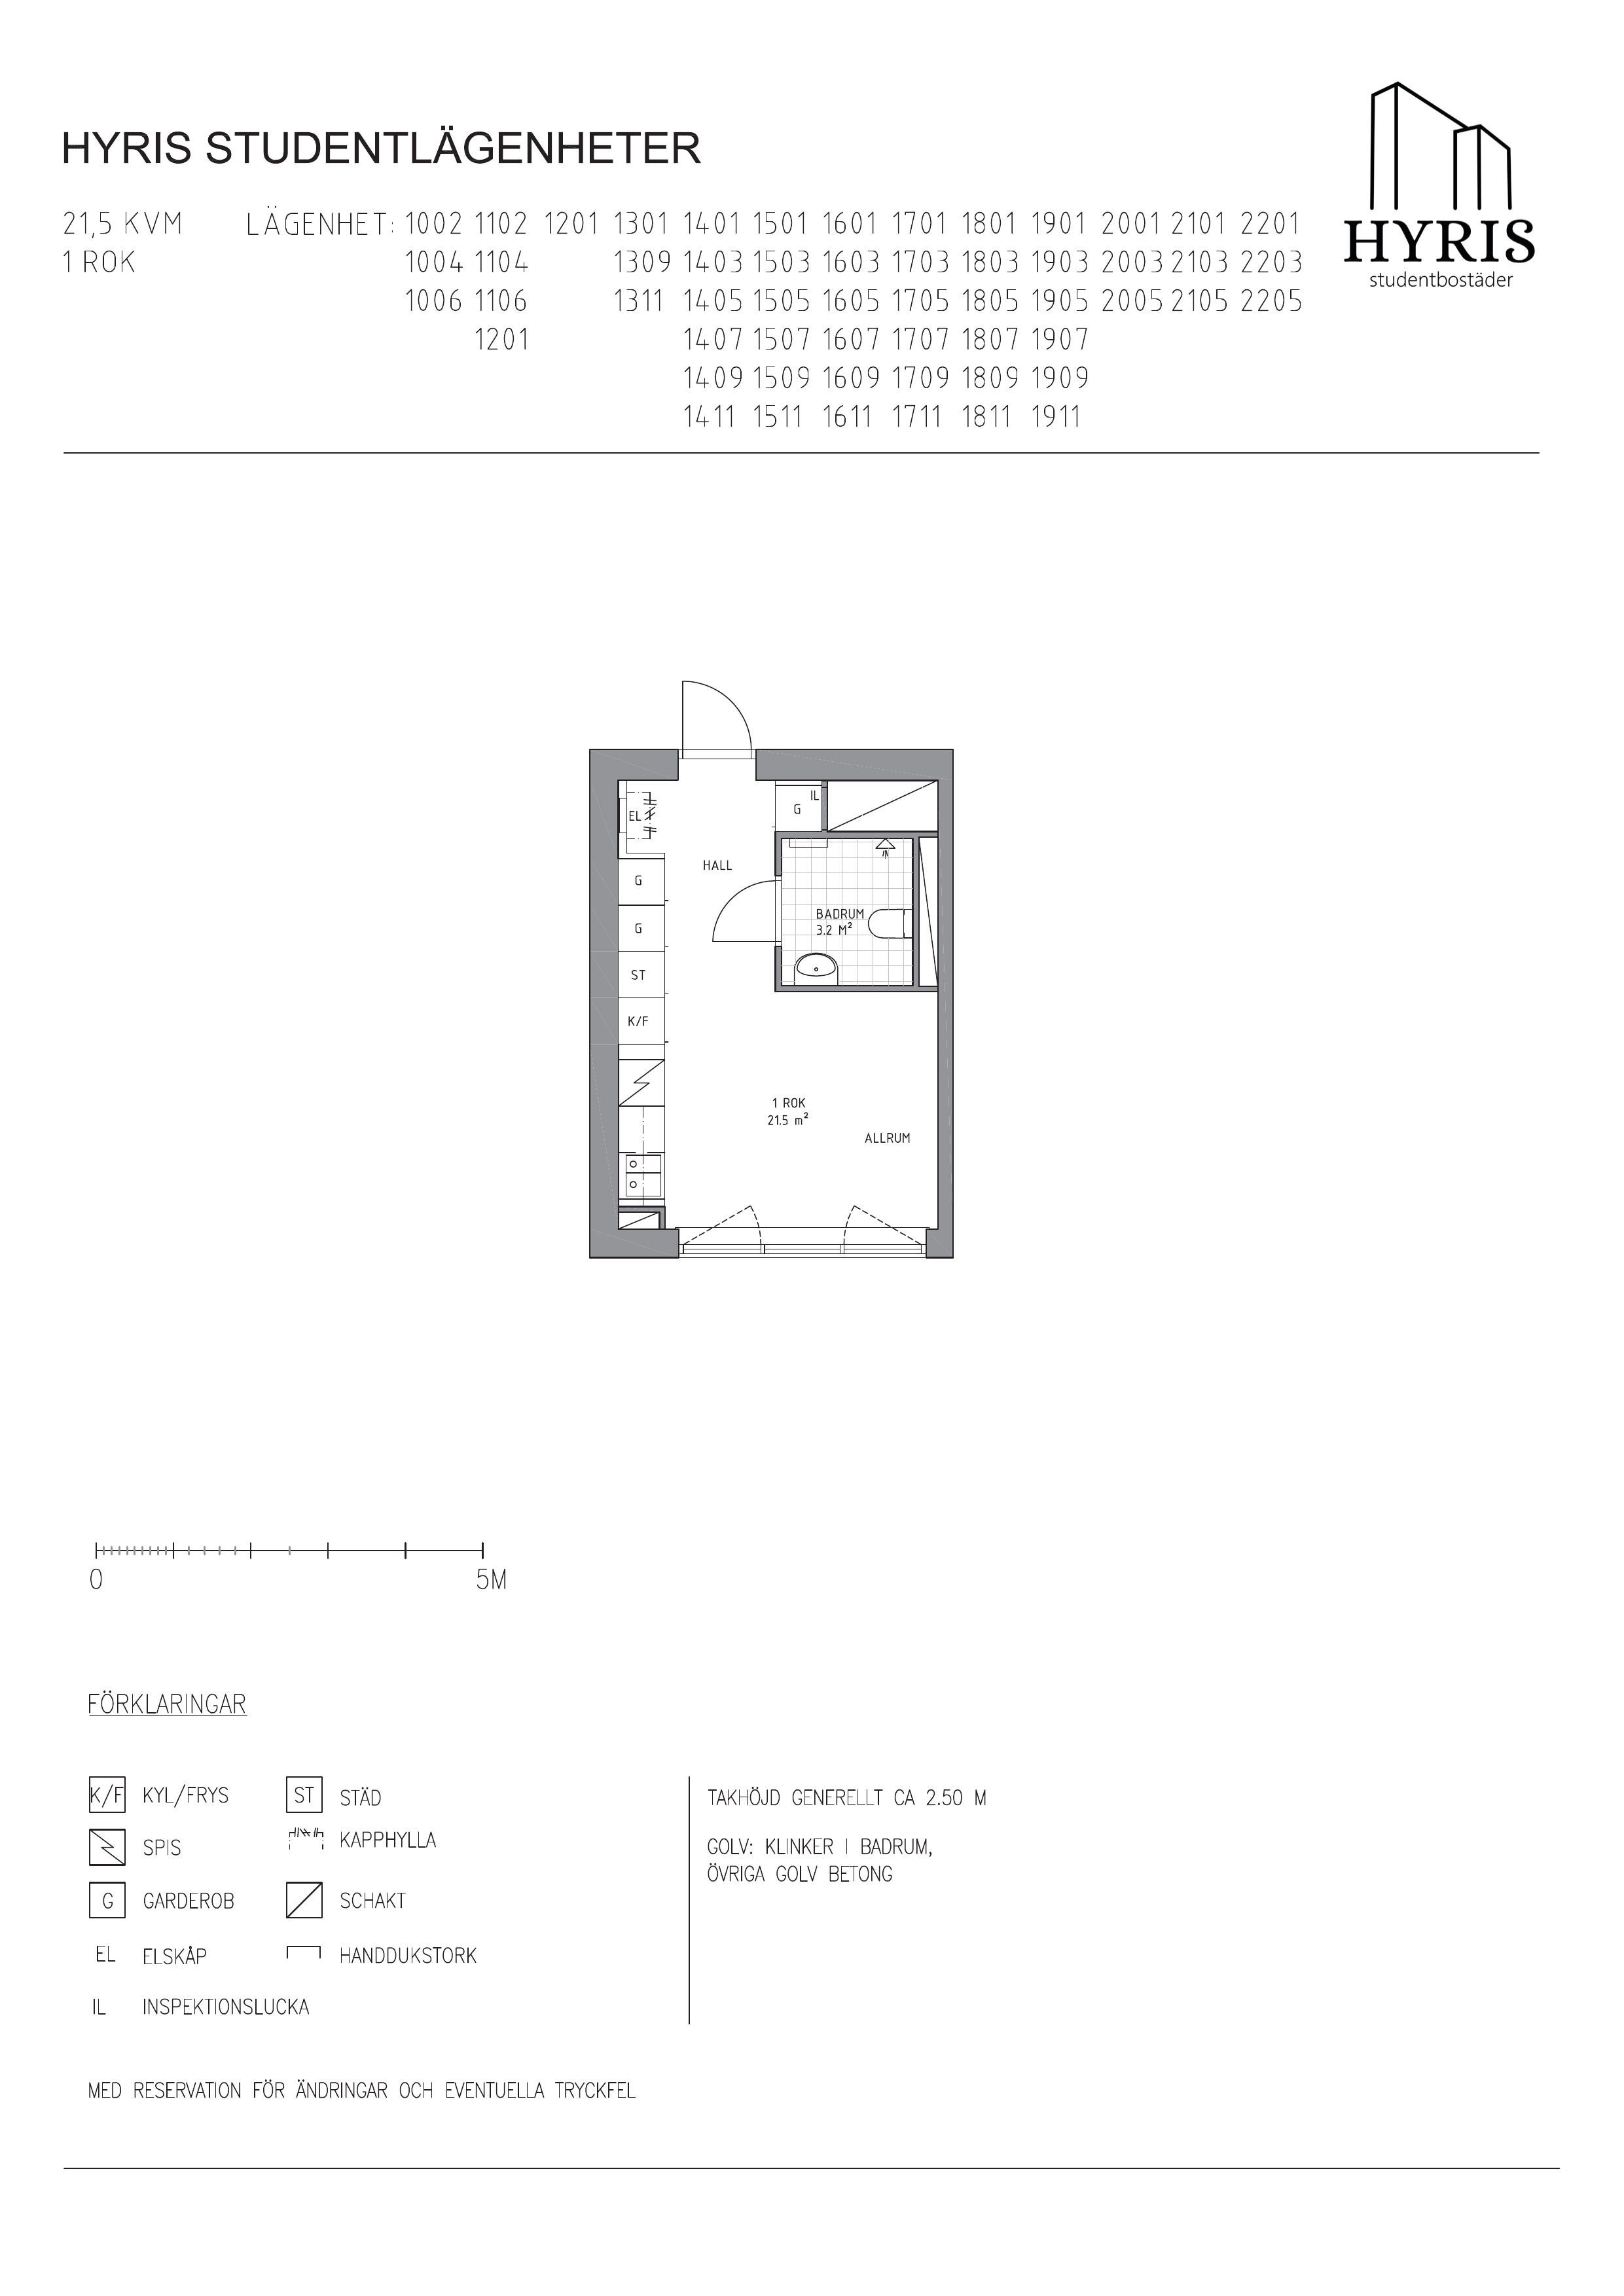 HYRIS STUDENTLÄGENHETER
HYRIS
studentbostäder
21,5 KVM LÄGENHET: 1002 1102 1201 1301 1401 1501 1601 1701 1801 1901 2001 2101 2201
1 ROK 1004 1104 1309 1403 1503 1603 1703 1803 1903 2003 2103 2203
1006 1106 1311 1405 1505 1605 1705 1805 1905 2005 2105 2205
1201 1407 1507 1607 1707 1807 1907
1409 1509 1609 1709 1809 1909
1411 1511 1611 1711 1811 1911
IL
G
EL
HALL
G
BADRUM
3.2 M²
G
ST
K/F
1 ROK
21.5 m²
ALLRUM
0 5M
FÖRKLARINGAR
K/F KYL/FRYS
ST STÄD
SPIS
KAPPHYLLA
G GARDEROB
SCHAKT
EL ELSKÅP
HANDDUKSTORK
IL INSPEKTIONSLUCKA
TAKHÖJD GENERELLT CA 2.50 M
GOLV: KLINKER I BADRUM,
ÖVRIGA GOLV BETONG
MED RESERVATION FÖR ÄNDRINGAR OCH EVENTUELLA TRYCKFEL